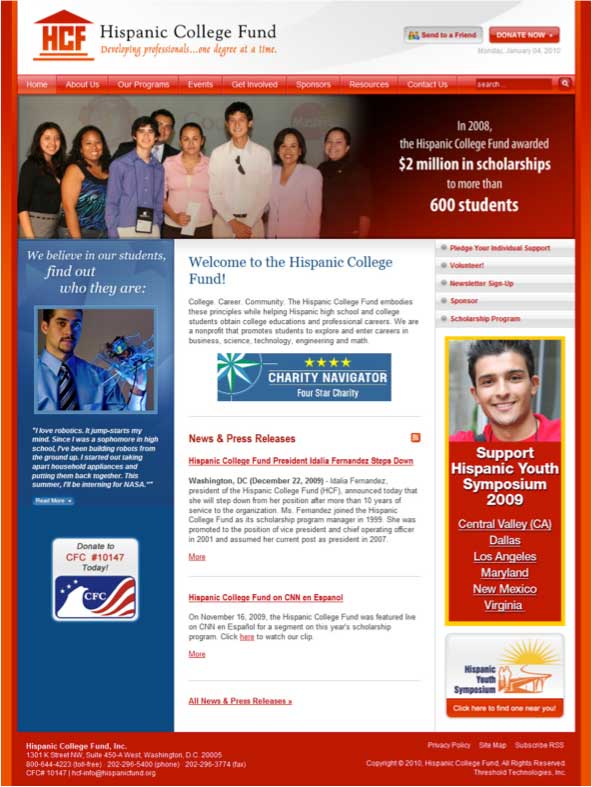 HCF
Hispanic College Fund
Developing professionals...one degree at a time.
Send to a Friend
DONATE NOW
Monday, January 04, 2010
Home
About Us
Our Programs
Events
Get Involved
Sponsors
Resources
Contact Us
search...
In 2008,
the Hispanic College Fund awarded
$2 million in scholarships
to more than
600 students
We believe in our students,
find out
who they are:
"I love robotics. It jump-starts my
mind. Since I was a sophomore in high
school, I've been building robots from
the ground up. I started out taking
apart household appliances and
putting them back together. This
summer, I'll be interning for NASA.""
Read More
Donate to
CFC #10147
Today!
CFC
Welcome to the Hispanic College
Fund!
College. Career. Community. The Hispanic College Fund embodies
these principles while helping Hispanic high school and college
students obtain college educations and professional careers. We are
a nonprofit that promotes students to explore and enter careers in
business, science, technology, engineering and math.
CHARITY NAVIGATOR
Four Star Charity
News & Press Releases
Hispanic College Fund President Idalia Fernandez Steps Down
Washington, DC (December 22, 2009) - Idalia Fernandez,
president of the Hispanic College Fund (HCF), announced today that
she will step down from her position after more than 10 years of
service to the organization. Ms. Fernandez joined the Hispanic
College Fund as its scholarship program manager in 1999. She was
promoted to the position of vice president and chief operating officer
in 2001 and assumed her current post as president in 2007.
More
Hispanic College Fund on CNN en Espanol
On November 16, 2009, the Hispanic College Fund was featured live
on CNN en Español for a segment on this year's scholarship
program. Click here to watch our clip.
More
All News & Press Releases »
Pledge Your Individual Support
Volunteer!
Newsletter Sign-Up
Sponsor
Scholarship Program
Support
Hispanic Youth
Symposium
2009
Central Valley (CA)
Dallas
Los Angeles
Maryland
New Mexico
Virginia
Hispanic
Youth
Symposium
Click here to find one near you!
Hispanic College Fund, Inc.
1301 K Street NW, Suite 450-A West, Washington, D.C. 20005
800-644-4223 (toll-free) · 202-296-5400 (phone) · 202-296-3774 (fax)
CFC# 10147 | hcf-info@hispanicfund.org
Privacy Policy
Site Map
Subscribe RSS
Copyright © 2010, Hispanic College Fund, All Rights Reserved.
Threshold Technologies, Inc.